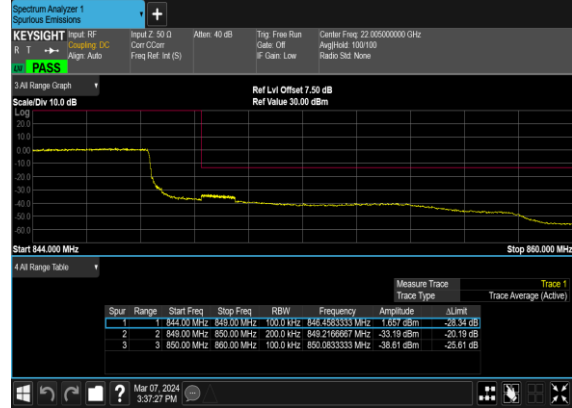 Spectrum Analyzer 1
Spurious Emissions
+
KEYSIGHT Input: RF Input Z: 50 Ω Atten: 40 dB Trig: Free Run Center Freq: 22.005000000 GHz
R T Coupling: DC Corr CCorr Gate: Off Avg|Hold: 100/100
Align: Auto Freq Ref: Int (S) IF Gain: Low Radio Std: None
PASS
3 All Range Graph
Ref Lvl Offset 7.50 dB
Scale/Div 10.0 dB Ref Value 30.00 dBm
Log
20.0
10.0
0.00
-10.0
-20.0
-30.0
-40.0
-50.0
-60.0
Start 844.000 MHz Stop 860.000 MHz
4 All Range Table
Measure Trace Trace 1
Trace Type Trace Average (Active)
Spur Range Start Freq Stop Freq RBW Frequency Amplitude ΔLimit
1 1 844.00 MHz 849.00 MHz 100.0 kHz 846.4583333 MHz 1.657 dBm -28.34 dB
2 2 849.00 MHz 850.00 MHz 200.0 kHz 849.2166667 MHz -33.19 dBm -20.19 dB
3 3 850.00 MHz 860.00 MHz 100.0 kHz 850.0833333 MHz -38.61 dBm -25.61 dB
? Mar 07, 2024
3:37:27 PM